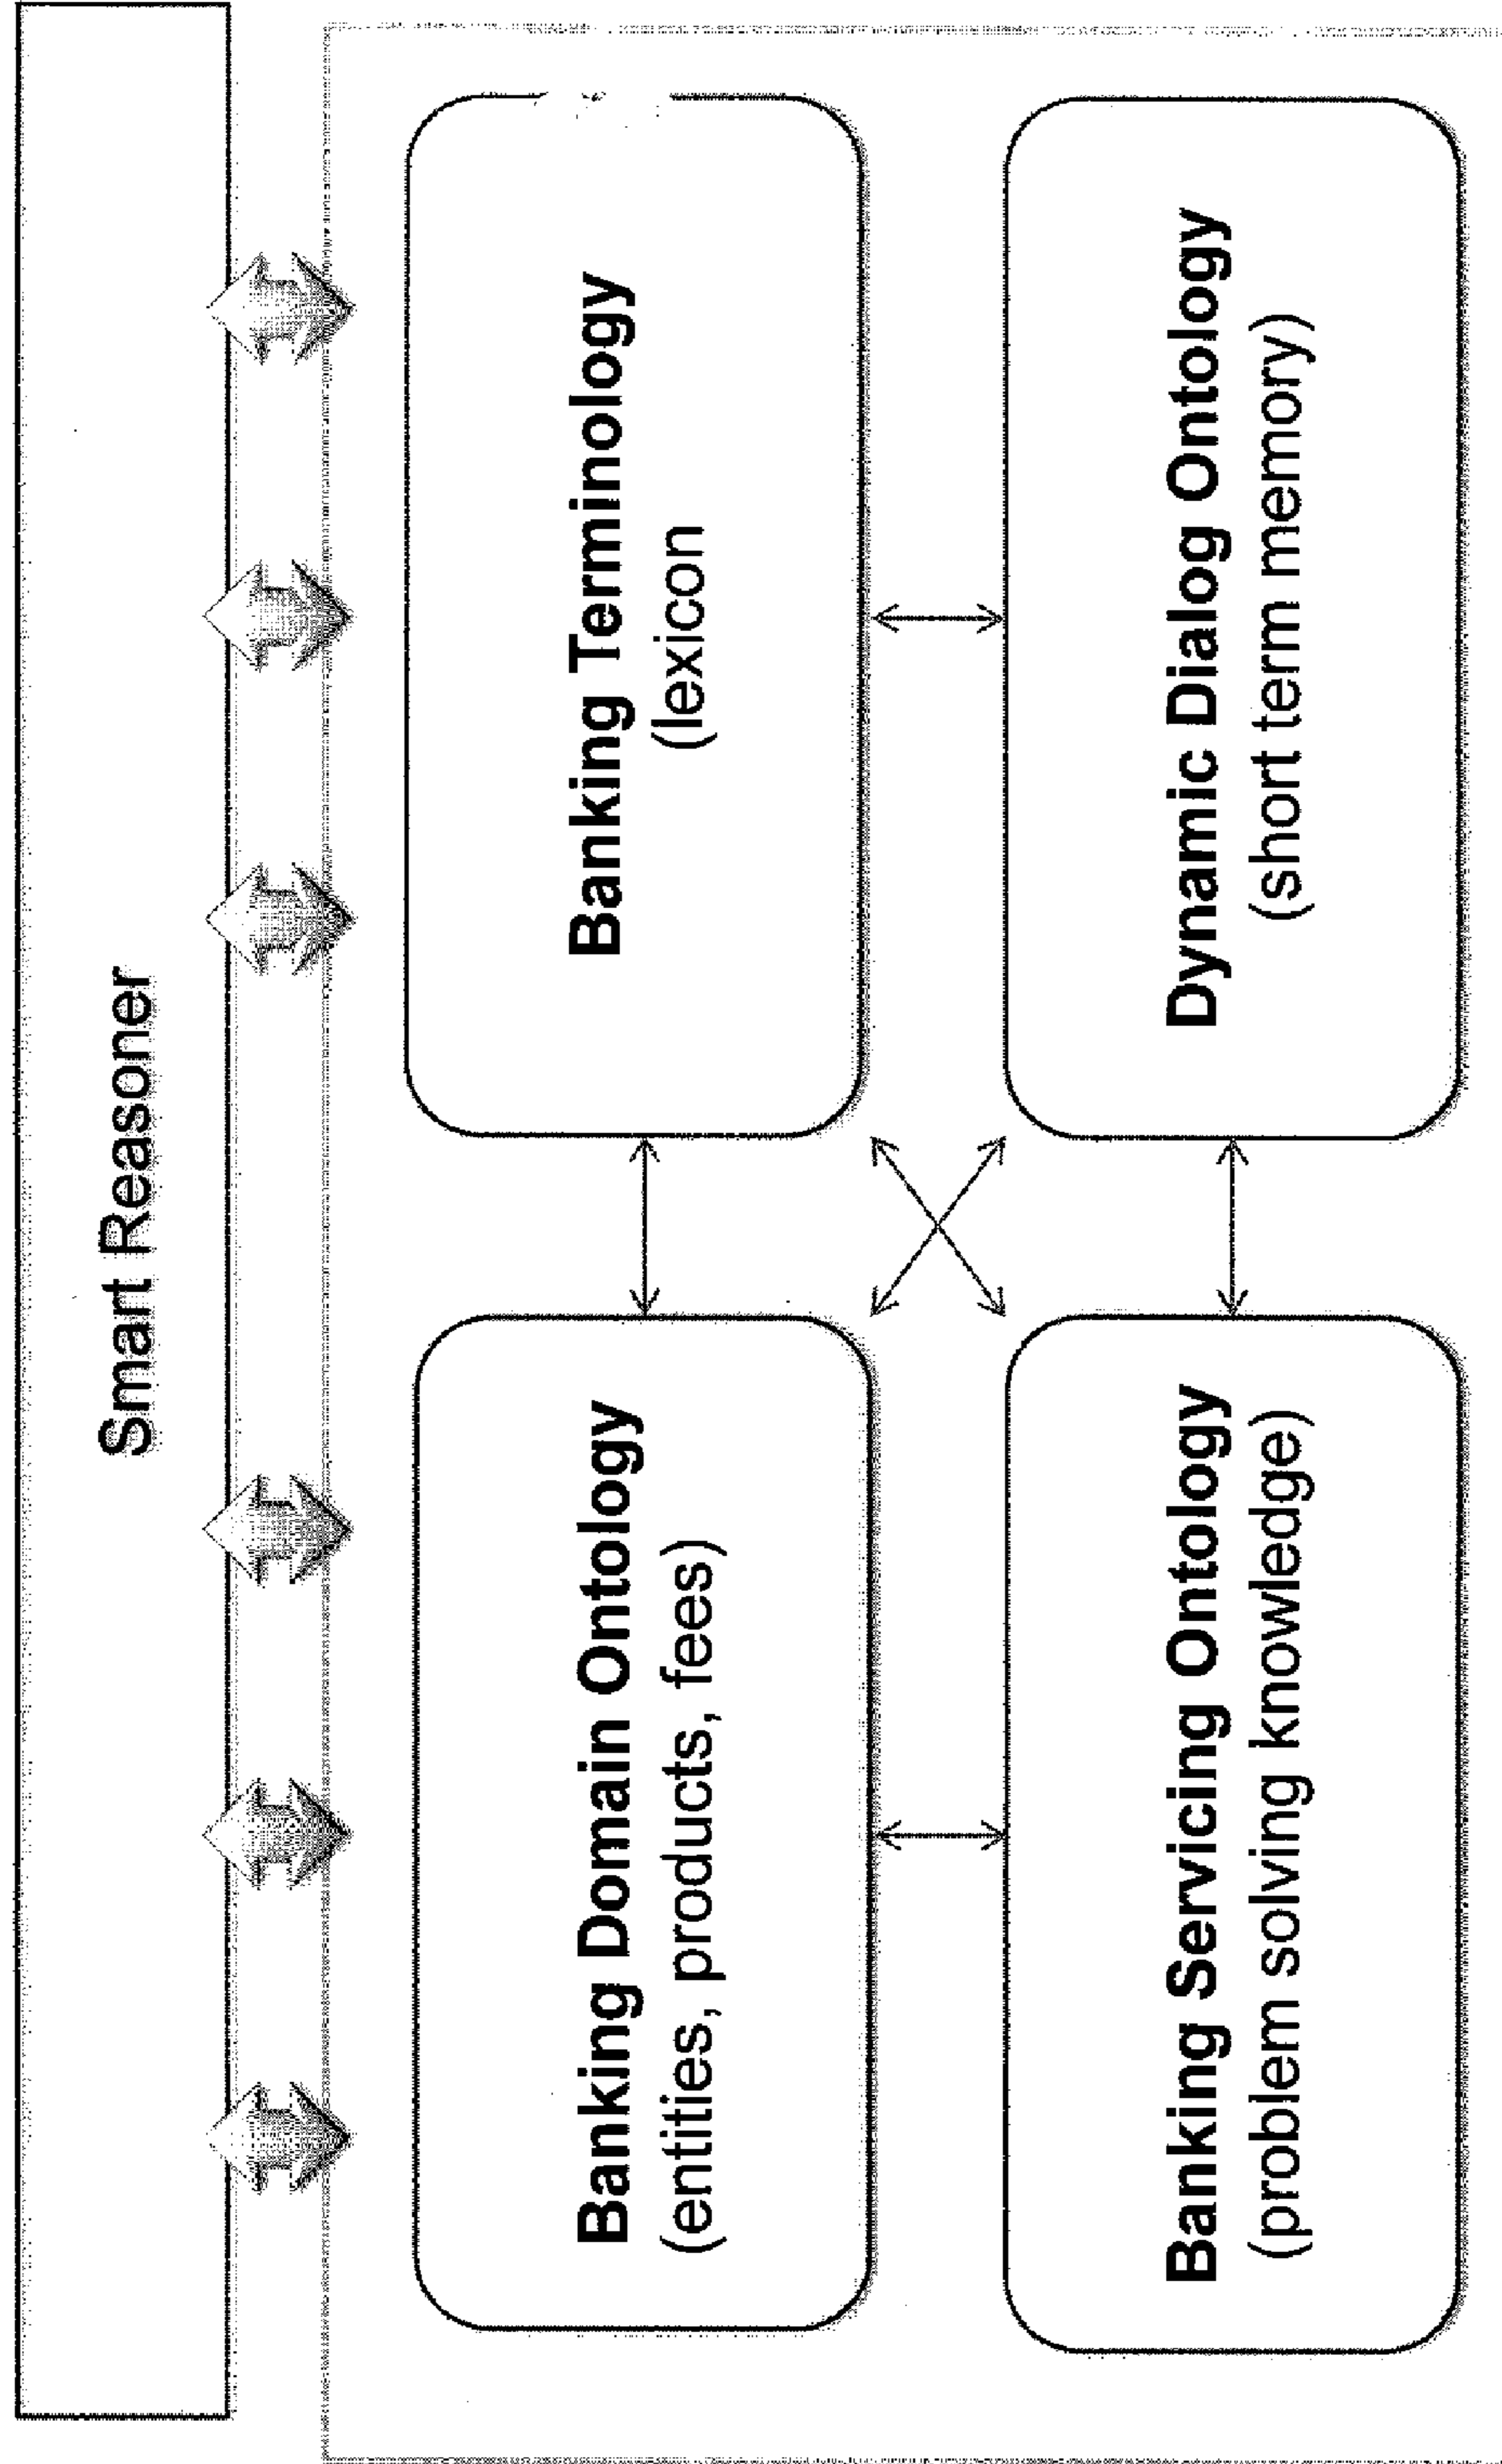 Smart Reasoner
Banking Domain Ontology
(entities, products, fees)
Banking Terminology
(lexicon
Banking Servicing Ontology
(problem solving knowledge)
Dynamic Dialog Ontology
(short term memory)